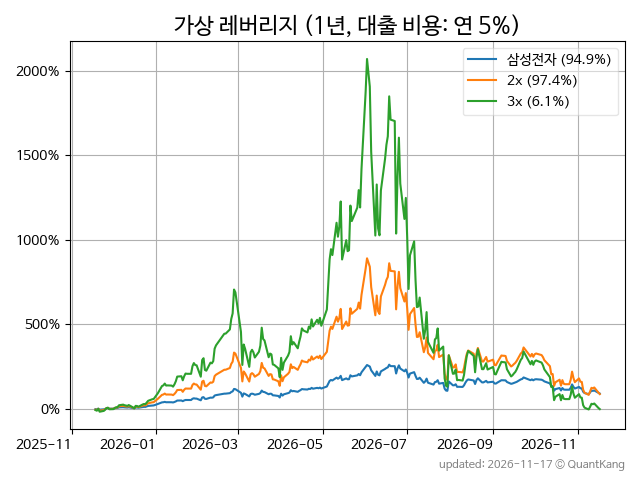 가상 레버리지 (1년, 대출 비용: 연 5%)
삼성전자 (94.9%)
2x (97.4%)
3x (6.1%)
2000%
1500%
1000%
500%
0%
2025-11 2026-01 2026-03 2026-05 2026-07 2026-09 2026-11
updated: 2026-11-17 © QuantKang